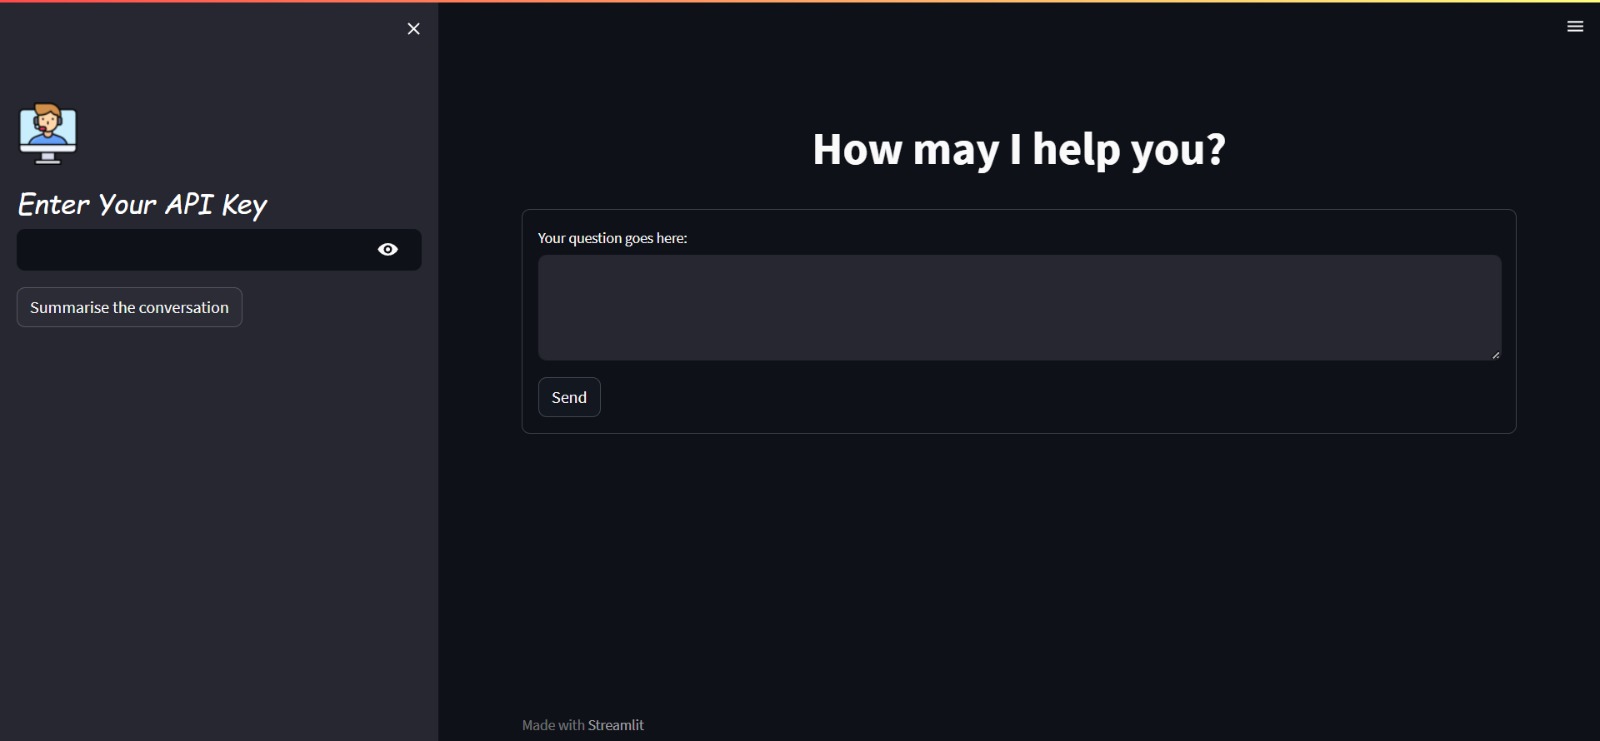 Enter Your API Key
Summarise the conversation
How may I help you?
Your question goes here:
Send
Made with Streamlit